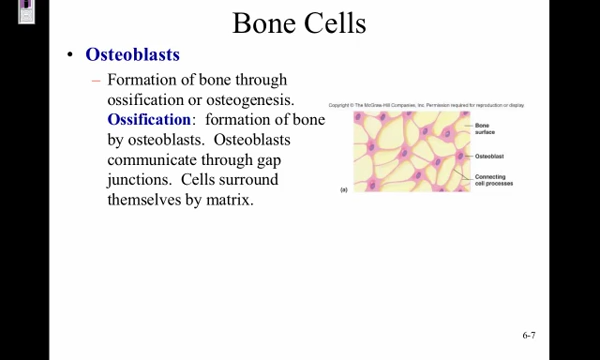 Bone Cells
• Osteoblasts
– Formation of bone through
ossification or osteogenesis.
Ossification: formation of bone
by osteoblasts. Osteoblasts
communicate through gap
junctions. Cells surround
themselves by matrix.
Copyright © The McGraw-Hill Companies, Inc. Permission required for reproduction or display.
Bone
surface
Osteoblast
Connecting
cell processes
(a)
6-7